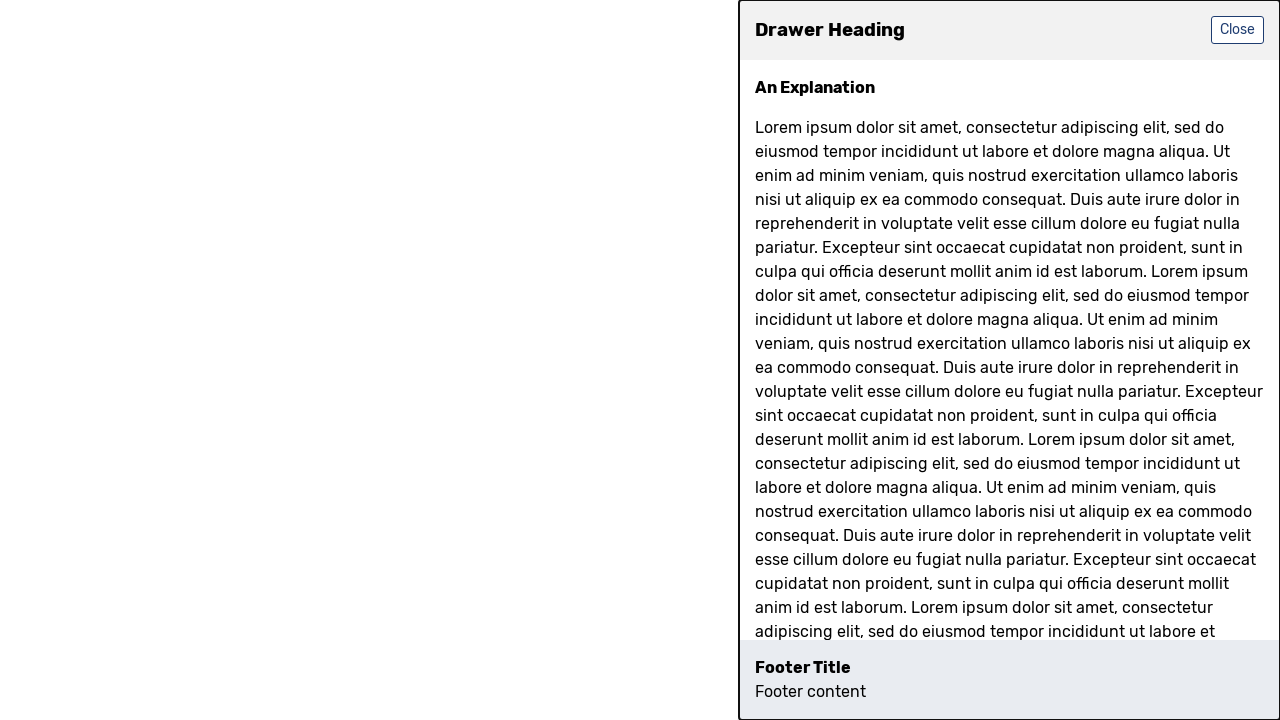 Drawer Heading
Close
An Explanation
Lorem ipsum dolor sit amet, consectetur adipiscing elit, sed do
eiusmod tempor incididunt ut labore et dolore magna aliqua. Ut
enim ad minim veniam, quis nostrud exercitation ullamco laboris
nisi ut aliquip ex ea commodo consequat. Duis aute irure dolor in
reprehenderit in voluptate velit esse cillum dolore eu fugiat nulla
pariatur. Excepteur sint occaecat cupidatat non proident, sunt in
culpa qui officia deserunt mollit anim id est laborum. Lorem ipsum
dolor sit amet, consectetur adipiscing elit, sed do eiusmod tempor
incididunt ut labore et dolore magna aliqua. Ut enim ad minim
veniam, quis nostrud exercitation ullamco laboris nisi ut aliquip ex
ea commodo consequat. Duis aute irure dolor in reprehenderit in
voluptate velit esse cillum dolore eu fugiat nulla pariatur. Excepteur
sint occaecat cupidatat non proident, sunt in culpa qui officia
deserunt mollit anim id est laborum. Lorem ipsum dolor sit amet,
consectetur adipiscing elit, sed do eiusmod tempor incididunt ut
labore et dolore magna aliqua. Ut enim ad minim veniam, quis
nostrud exercitation ullamco laboris nisi ut aliquip ex ea commodo
consequat. Duis aute irure dolor in reprehenderit in voluptate velit
esse cillum dolore eu fugiat nulla pariatur. Excepteur sint occaecat
cupidatat non proident, sunt in culpa qui officia deserunt mollit
anim id est laborum. Lorem ipsum dolor sit amet, consectetur
adipiscing elit, sed do eiusmod tempor incididunt ut labore et
Footer Title
Footer content